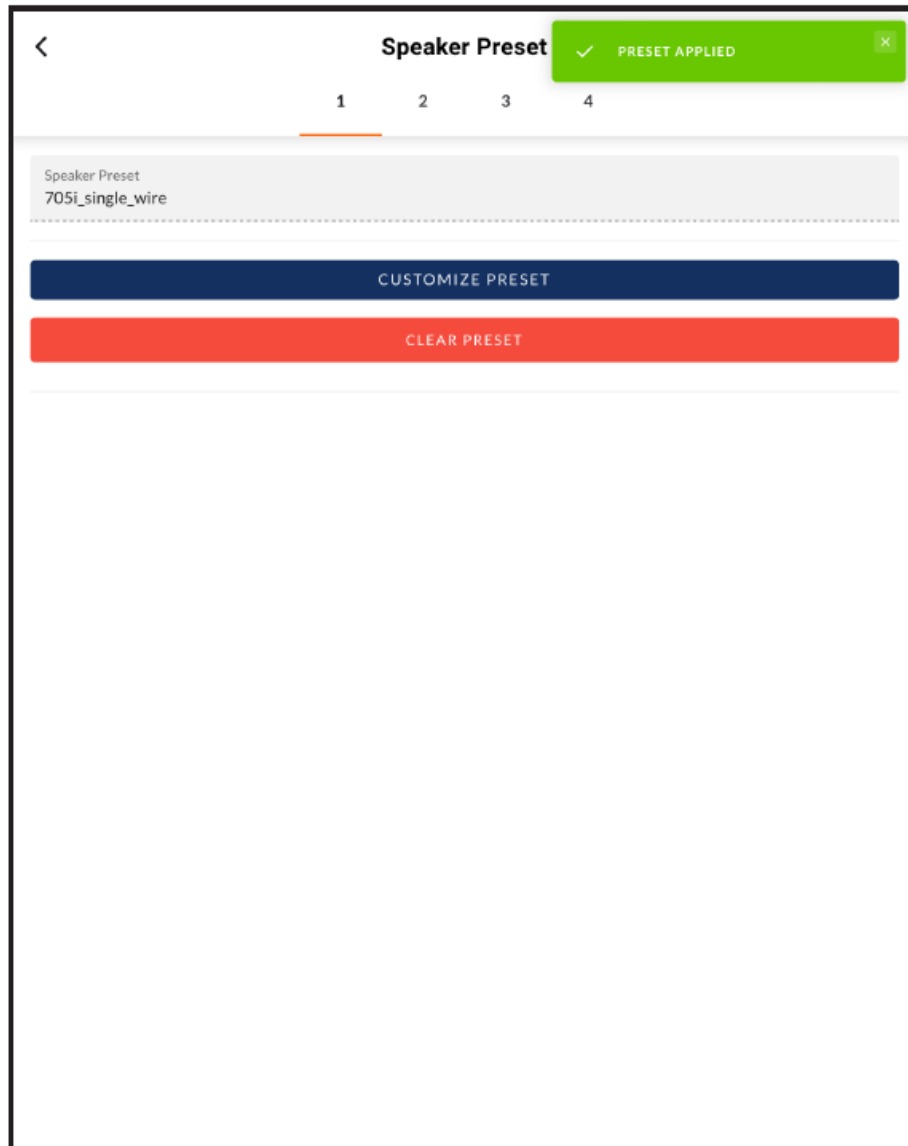 Speaker Preset
PRESET APPLIED
1 2 3 4
Speaker Preset
705i_single_wire
CUSTOMIZE PRESET
CLEAR PRESET